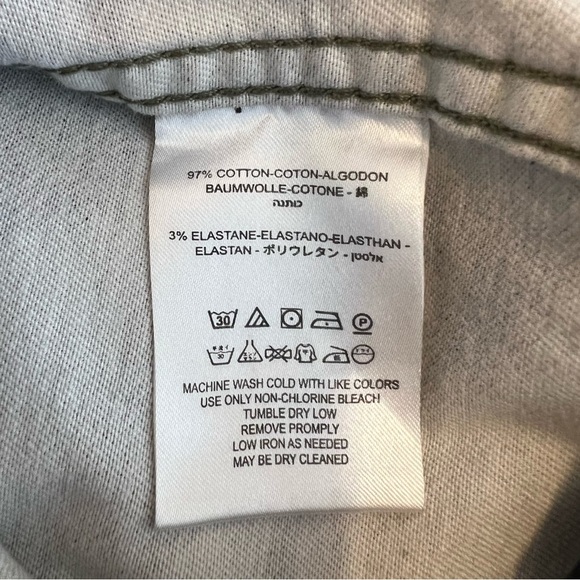 97% COTTON-COTON-ALGODON
BAUMWOLLE-COTONE - 綿
כותנה
3% ELASTANE-ELASTANO-ELASTHAN -
ELASTAN - ポリウレタン - אלסטן
30 P
30
MACHINE WASH COLD WITH LIKE COLORS
USE ONLY NON-CHLORINE BLEACH
TUMBLE DRY LOW
REMOVE PROMPLY
LOW IRON AS NEEDED
MAY BE DRY CLEANED